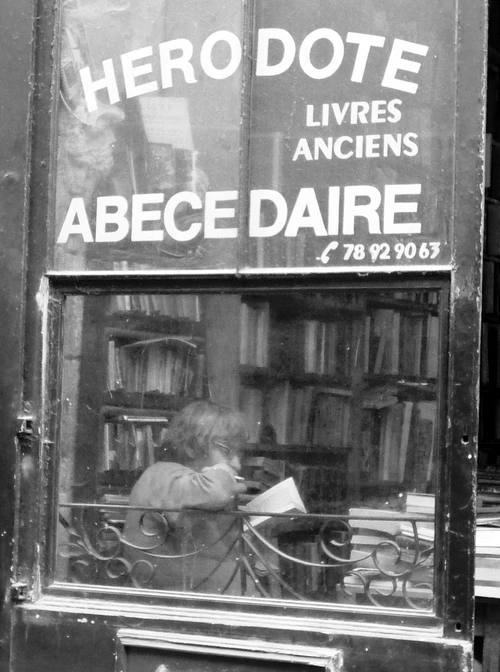 HERODOTE
LIVRES
ANCIENS
ABECEDAIRE
78 92 90 63